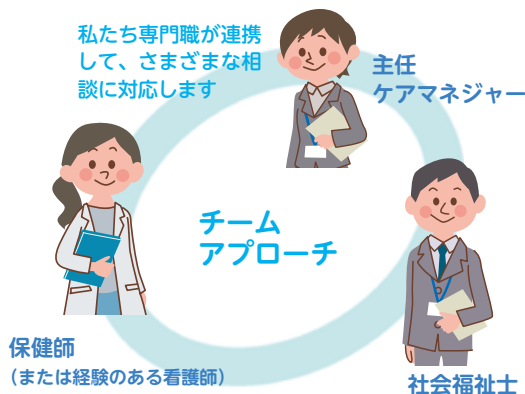 私たち専門職が連携
して、さまざまな相
談に対応します
主任
ケアマネジャー
チーム
アプローチ
保健師
（または経験のある看護師）
社会福祉士